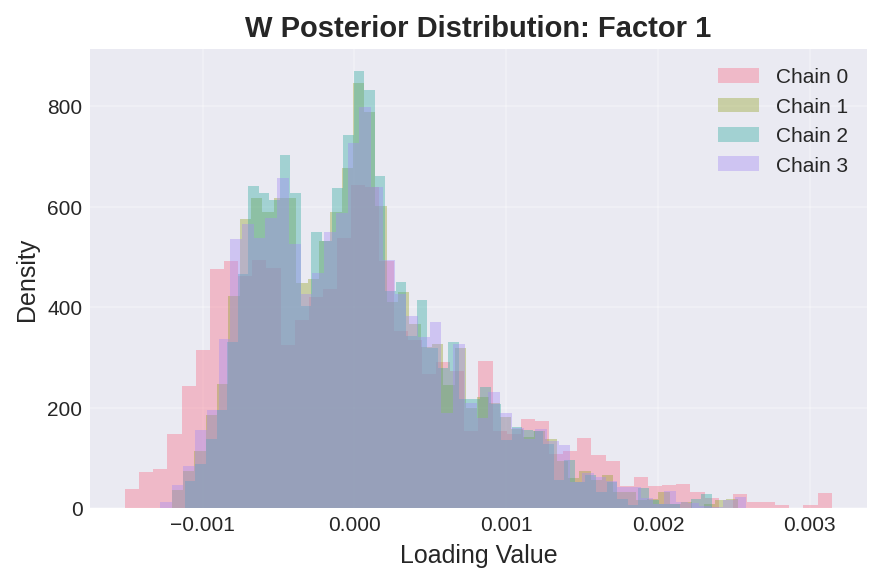 W Posterior Distribution: Factor 1
Chain 0
Chain 1
Chain 2
Chain 3
Density
800
600
400
200
0
−0.001 0.000 0.001 0.002 0.003
Loading Value